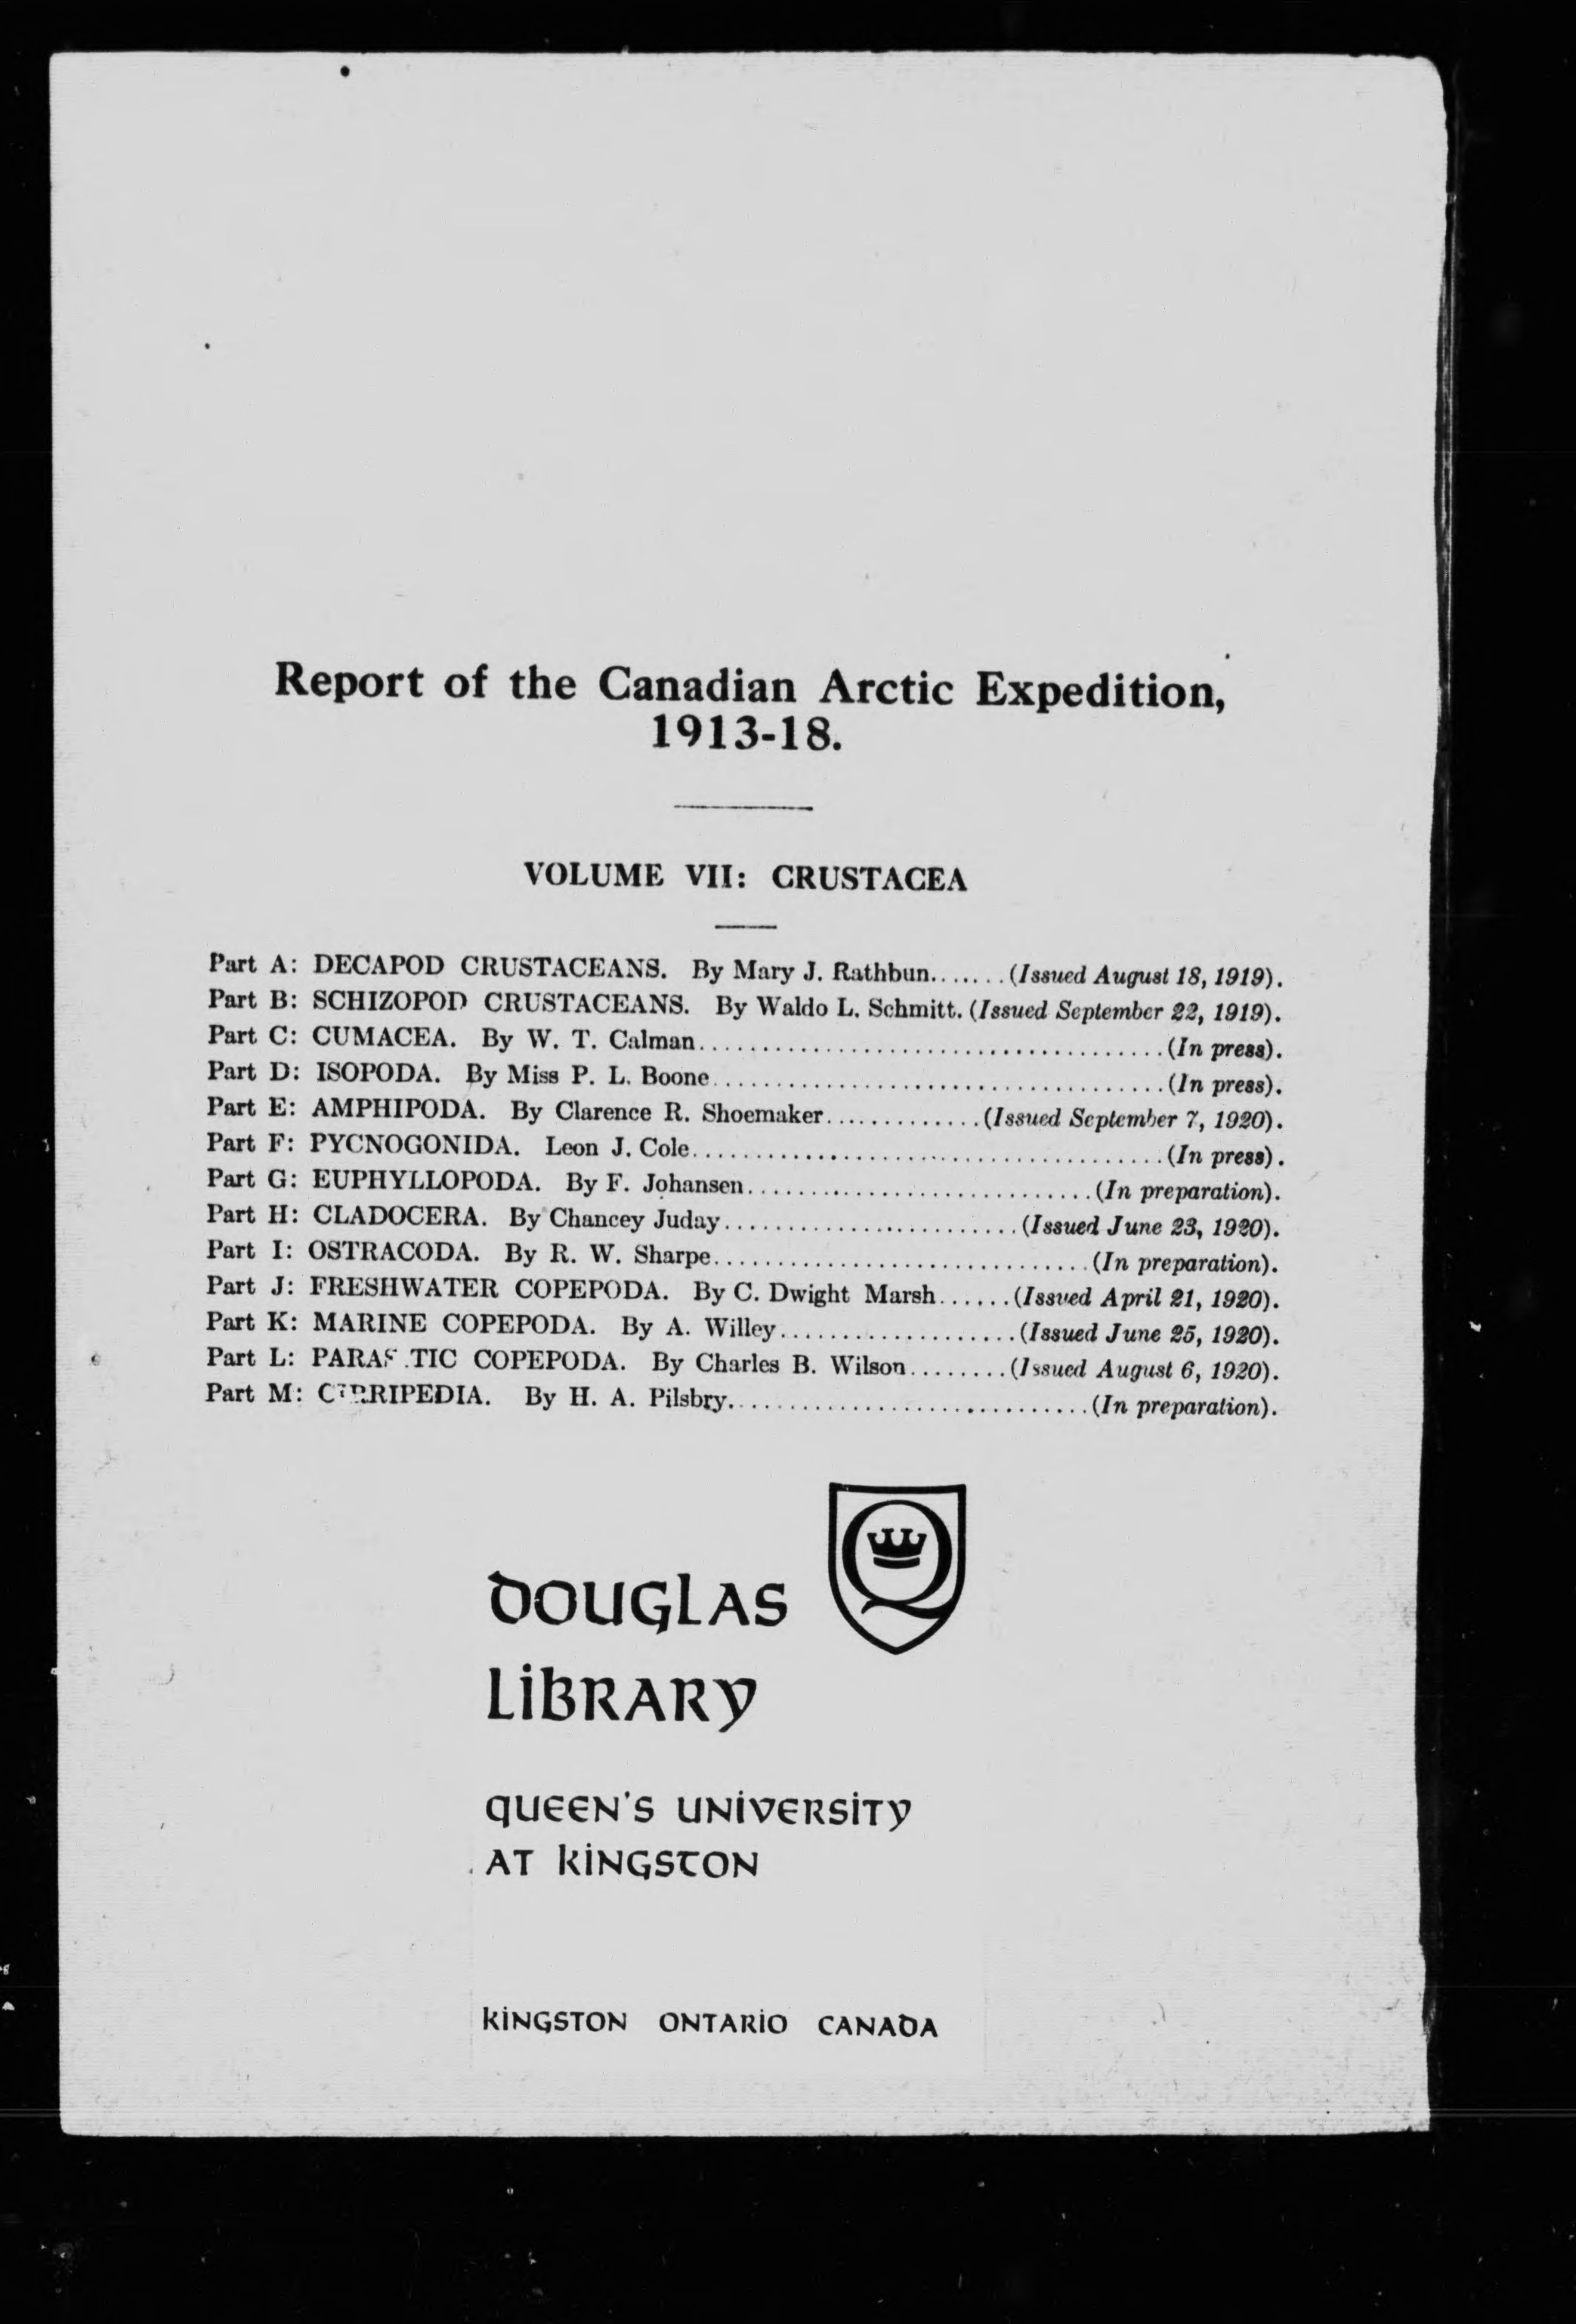 Report of the Canadian Arctic Expedition,
1913-18.
VOLUME VII: CRUSTACEA
Part A: DECAPOD CRUSTACEANS. By Mary J. Rathbun.......(Issued August 18, 1919).
Part B: SCHIZOPOD CRUSTACEANS. By Waldo L. Schmitt. (Issued September 22, 1919).
Part C: CUMACEA. By W. T. Calman......................................(In press).
Part D: ISOPODA. By Miss P. L. Boone.....................................(In press).
Part E: AMPHIPODA. By Clarence R. Shoemaker.............(Issued September 7, 1920).
Part F: PYCNOGONIDA. Leon J. Cole......................................(In press).
Part G: EUPHYLLOPODA. By F. Johansen............................(In preparation).
Part H: CLADOCERA. By Chancey Juday........................(Issued June 23, 1920).
Part I: OSTRACODA. By R. W. Sharpe..............................(In preparation).
Part J: FRESHWATER COPEPODA. By C. Dwight Marsh......(Issued April 21, 1920).
Part K: MARINE COPEPODA. By A. Willey...................(Issued June 25, 1920).
Part L: PARASITIC COPEPODA. By Charles B. Wilson........(Issued August 6, 1920).
Part M: CIRRIPEDIA. By H. A. Pilsbry.............................(In preparation).
DOUGLAS
LIBRARY
QUEEN'S UNIVERSITY
AT KINGSTON
KINGSTON ONTARIO CANADA